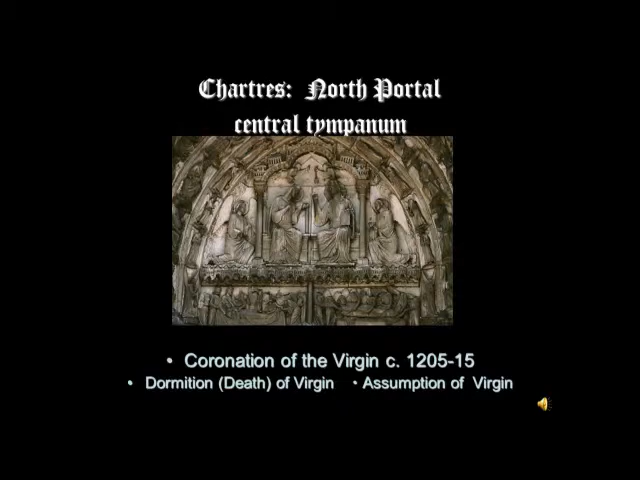 Chartres: North Portal
central tympanum
• Coronation of the Virgin c. 1205-15
• Dormition (Death) of Virgin • Assumption of Virgin